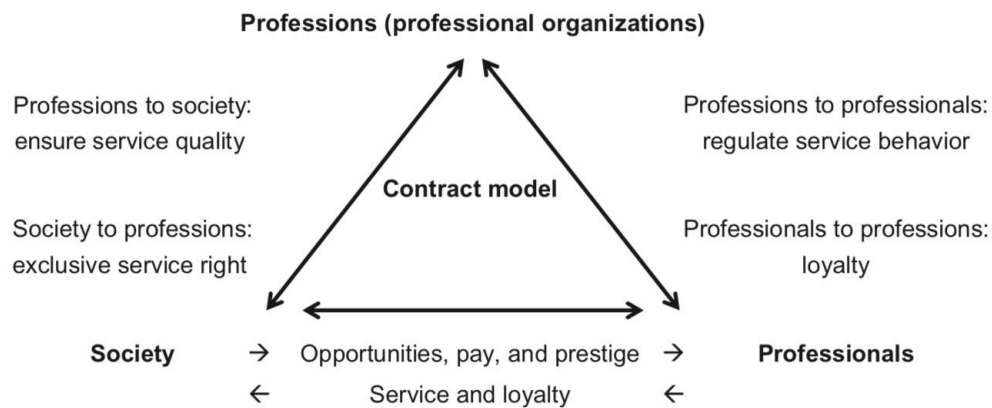 Professions (professional organizations)
Professions to society:
ensure service quality
Professions to professionals:
regulate service behavior
Contract model
Society to professions:
exclusive service right
Professionals to professions:
loyalty
Society → Opportunities, pay, and prestige → Professionals
← Service and loyalty ←